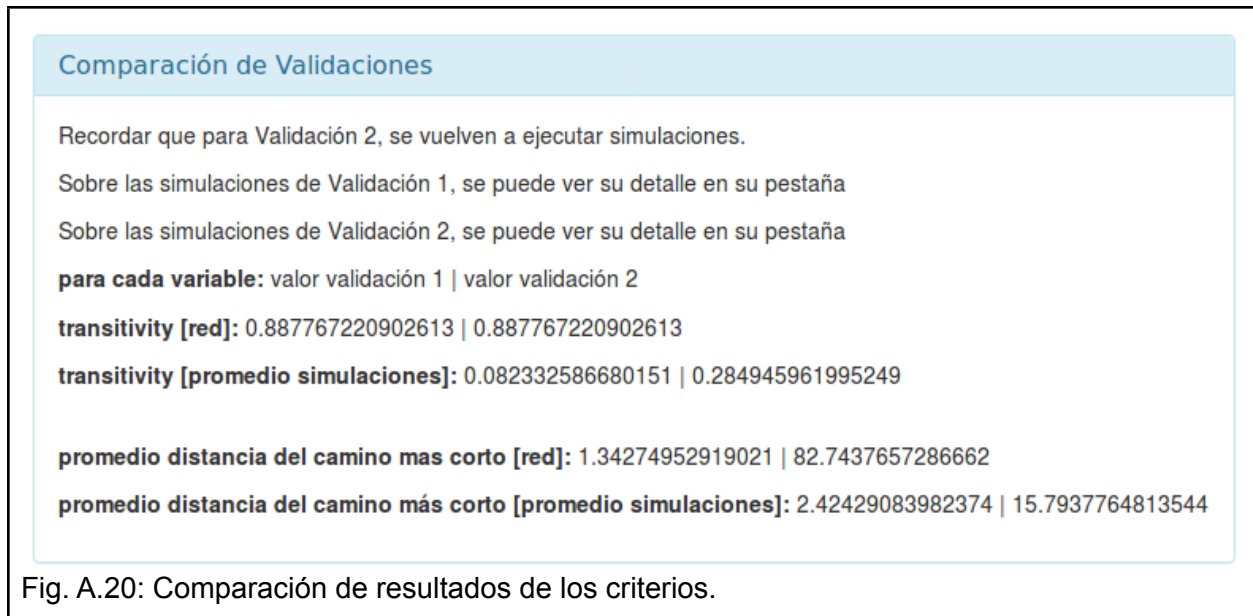 Comparación de Validaciones
Recordar que para Validación 2, se vuelven a ejecutar simulaciones.
Sobre las simulaciones de Validación 1, se puede ver su detalle en su pestaña
Sobre las simulaciones de Validación 2, se puede ver su detalle en su pestaña
para cada variable: valor validación 1 | valor validación 2
transitivity [red]: 0.887767220902613 | 0.887767220902613
transitivity [promedio simulaciones]: 0.082332586680151 | 0.284945961995249
promedio distancia del camino mas corto [red]: 1.34274952919021 | 82.7437657286662
promedio distancia del camino más corto [promedio simulaciones]: 2.42429083982374 | 15.7937764813544
Fig. A.20: Comparación de resultados de los criterios.